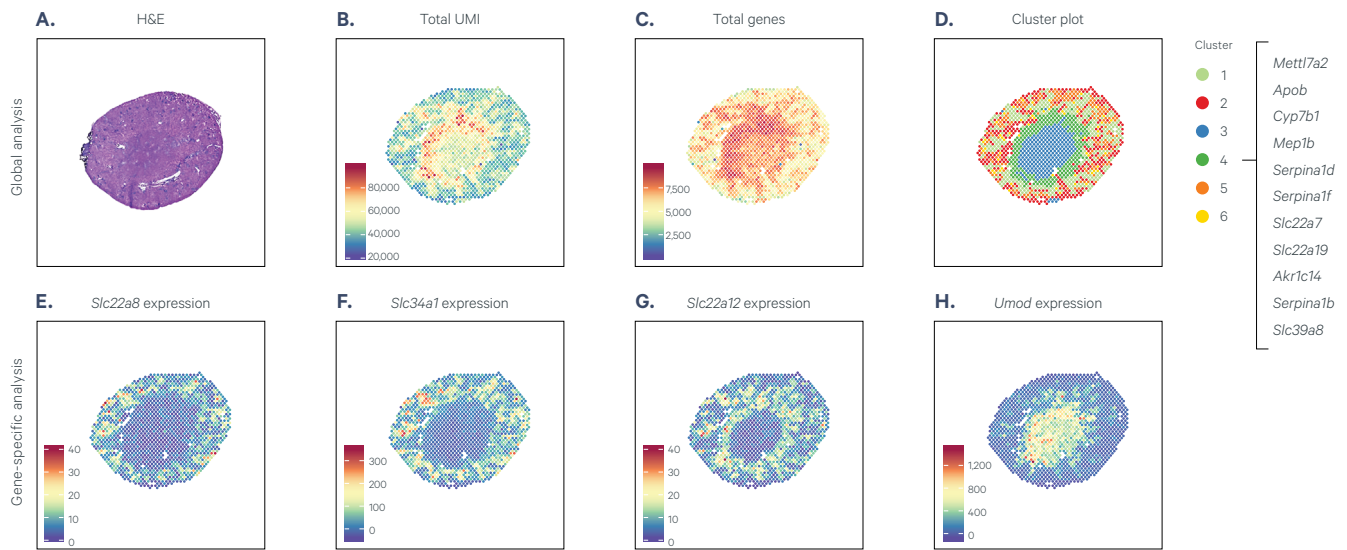 A. H&E
B. Total UMI
C. Total genes
D. Cluster plot
Global analysis
80,000
60,000
40,000
20,000
7500
5,000
2,500
Cluster
1
2
3
4
5
6
Mettl7a2
Apob
Cyp7b1
Mep1b
Serpina1d
Serpina1f
Slc22a7
Slc22a19
Akr1c14
Serpina1b
Slc39a8
E. Slc22a8 expression
F. Slc34a1 expression
G. Slc22a12 expression
H. Umod expression
Gene-specific analysis
40
30
20
10
0
300
200
100
0
40
30
20
10
0
1,200
800
400
0